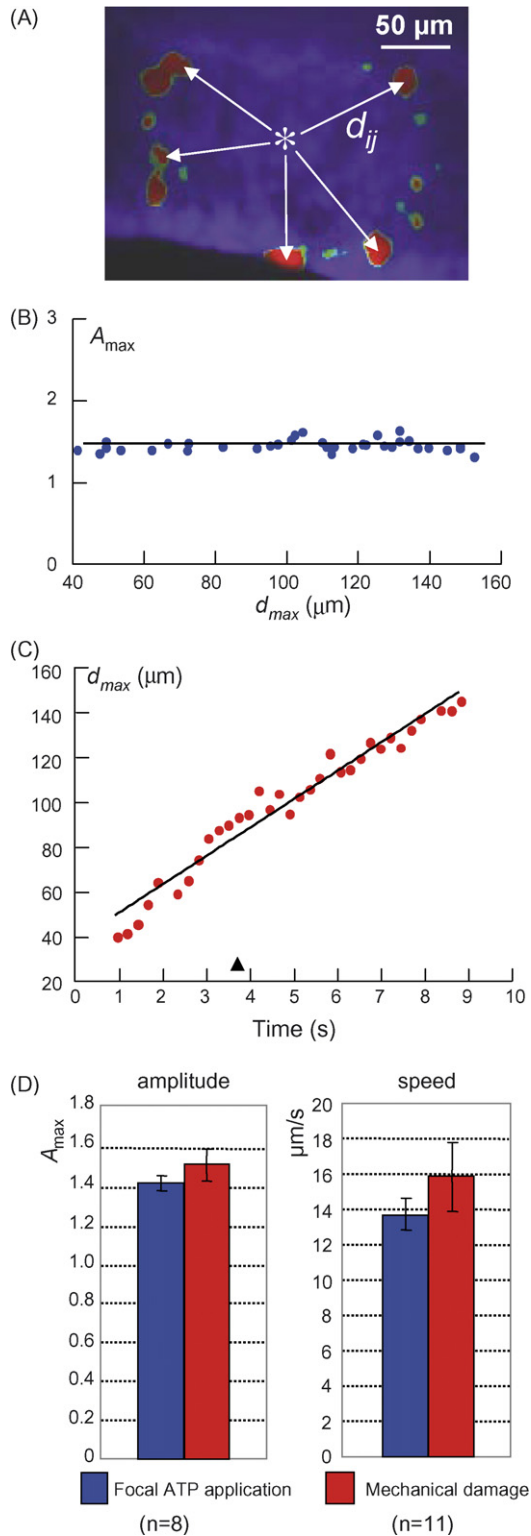 (A)
50 µm
*
d_ij
(B)
A_max
3
2
1
0
40 60 80 100 120 140 160
d_max (µm)
(C)
d_max (µm)
160
140
120
100
80
60
40
20
0 1 2 3 4 5 6 7 8 9 10
Time (s)
(D)
amplitude speed
A_max
1.8
1.6
1.4
1.2
1.0
0.8
0.6
0.4
0.2
0
µm/s
20
18
16
14
12
10
8
6
4
2
0
Focal ATP application Mechanical damage
(n=8) (n=11)